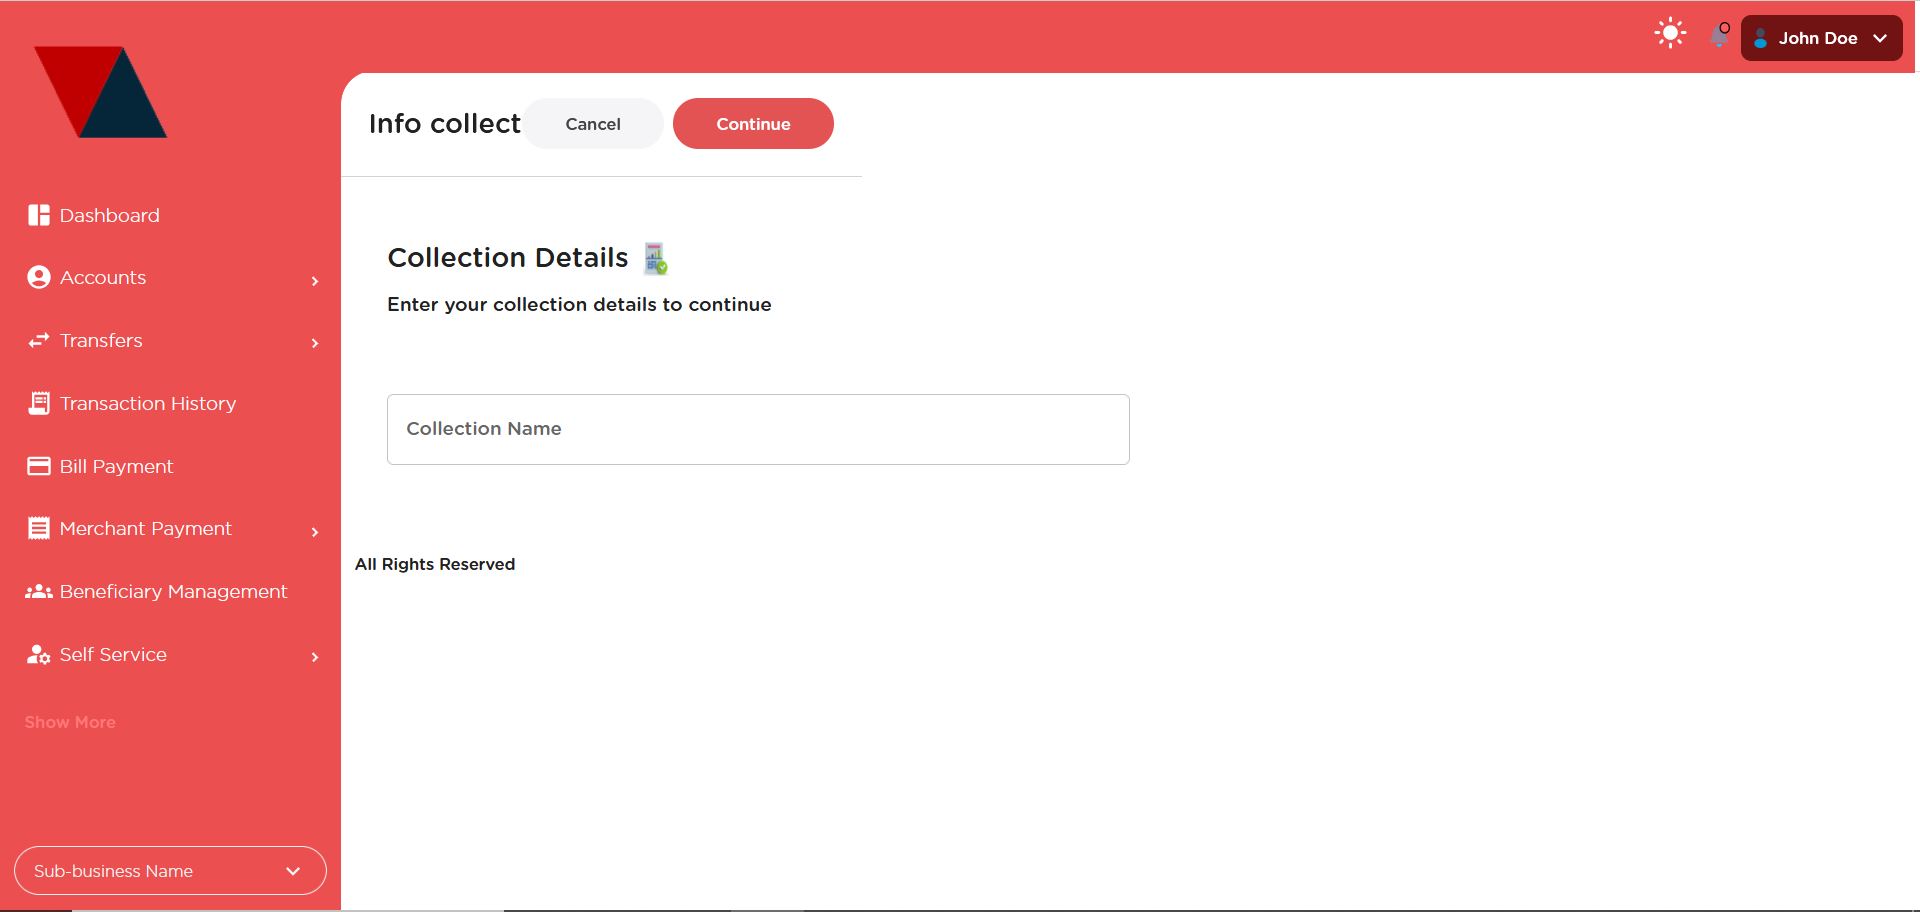 0
John Doe
Info collect
Cancel
Continue
Dashboard
Accounts
Transfers
Transaction History
Bill Payment
Merchant Payment
Beneficiary Management
Self Service
Show More
Sub-business Name
Collection Details
Enter your collection details to continue
Collection Name
All Rights Reserved